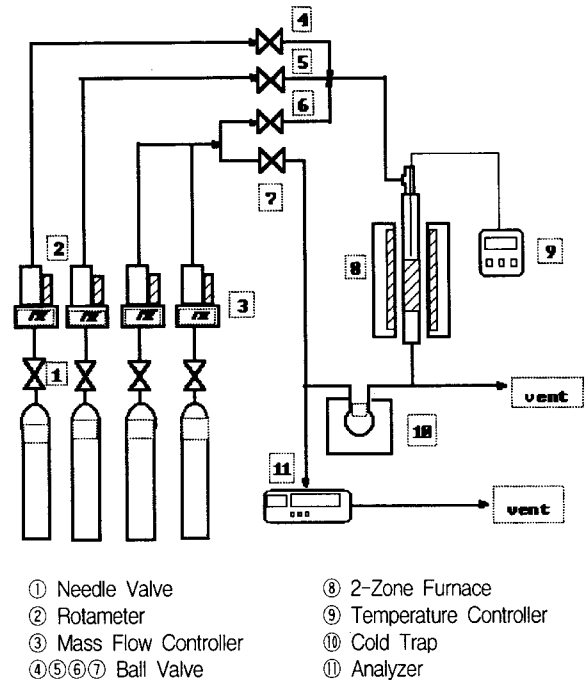 4
5
6
7
2
8
9
3
1
vent
10
11
vent
① Needle Valve
② Rotameter
③ Mass Flow Controller
④⑤⑥⑦ Ball Valve
⑧ 2-Zone Furnace
⑨ Temperature Controller
⑩ Cold Trap
⑪ Analyzer